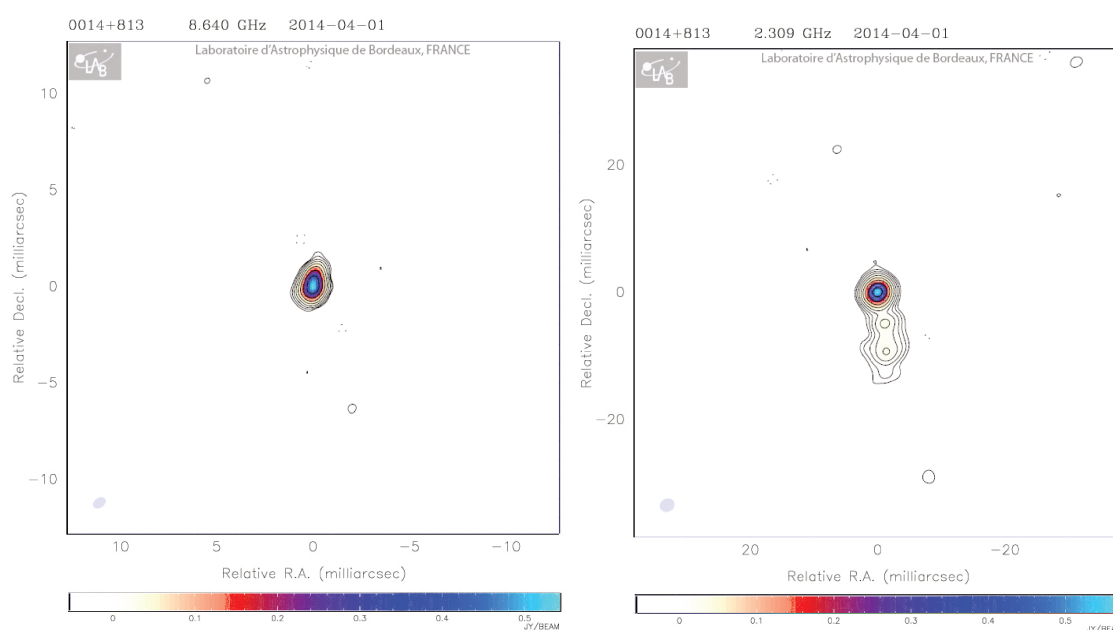 0014+813 8.640 GHz 2014-04-01
Laboratoire d'Astrophysique de Bordeaux, FRANCE
LAB
10
5
0
−5
−10
Relative Decl. (milliarcsec)
10 5 0 −5 −10
Relative R.A. (milliarcsec)
0 0.1 0.2 0.3 0.4 0.5
JY/BEAM
0014+813 2.309 GHz 2014-04-01
Laboratoire d'Astrophysique de Bordeaux, FRANCE
LAB
20
0
−20
Relative Decl. (milliarcsec)
20 0 −20
Relative R.A. (milliarcsec)
0 0.1 0.2 0.3 0.4 0.5
JY/BEA